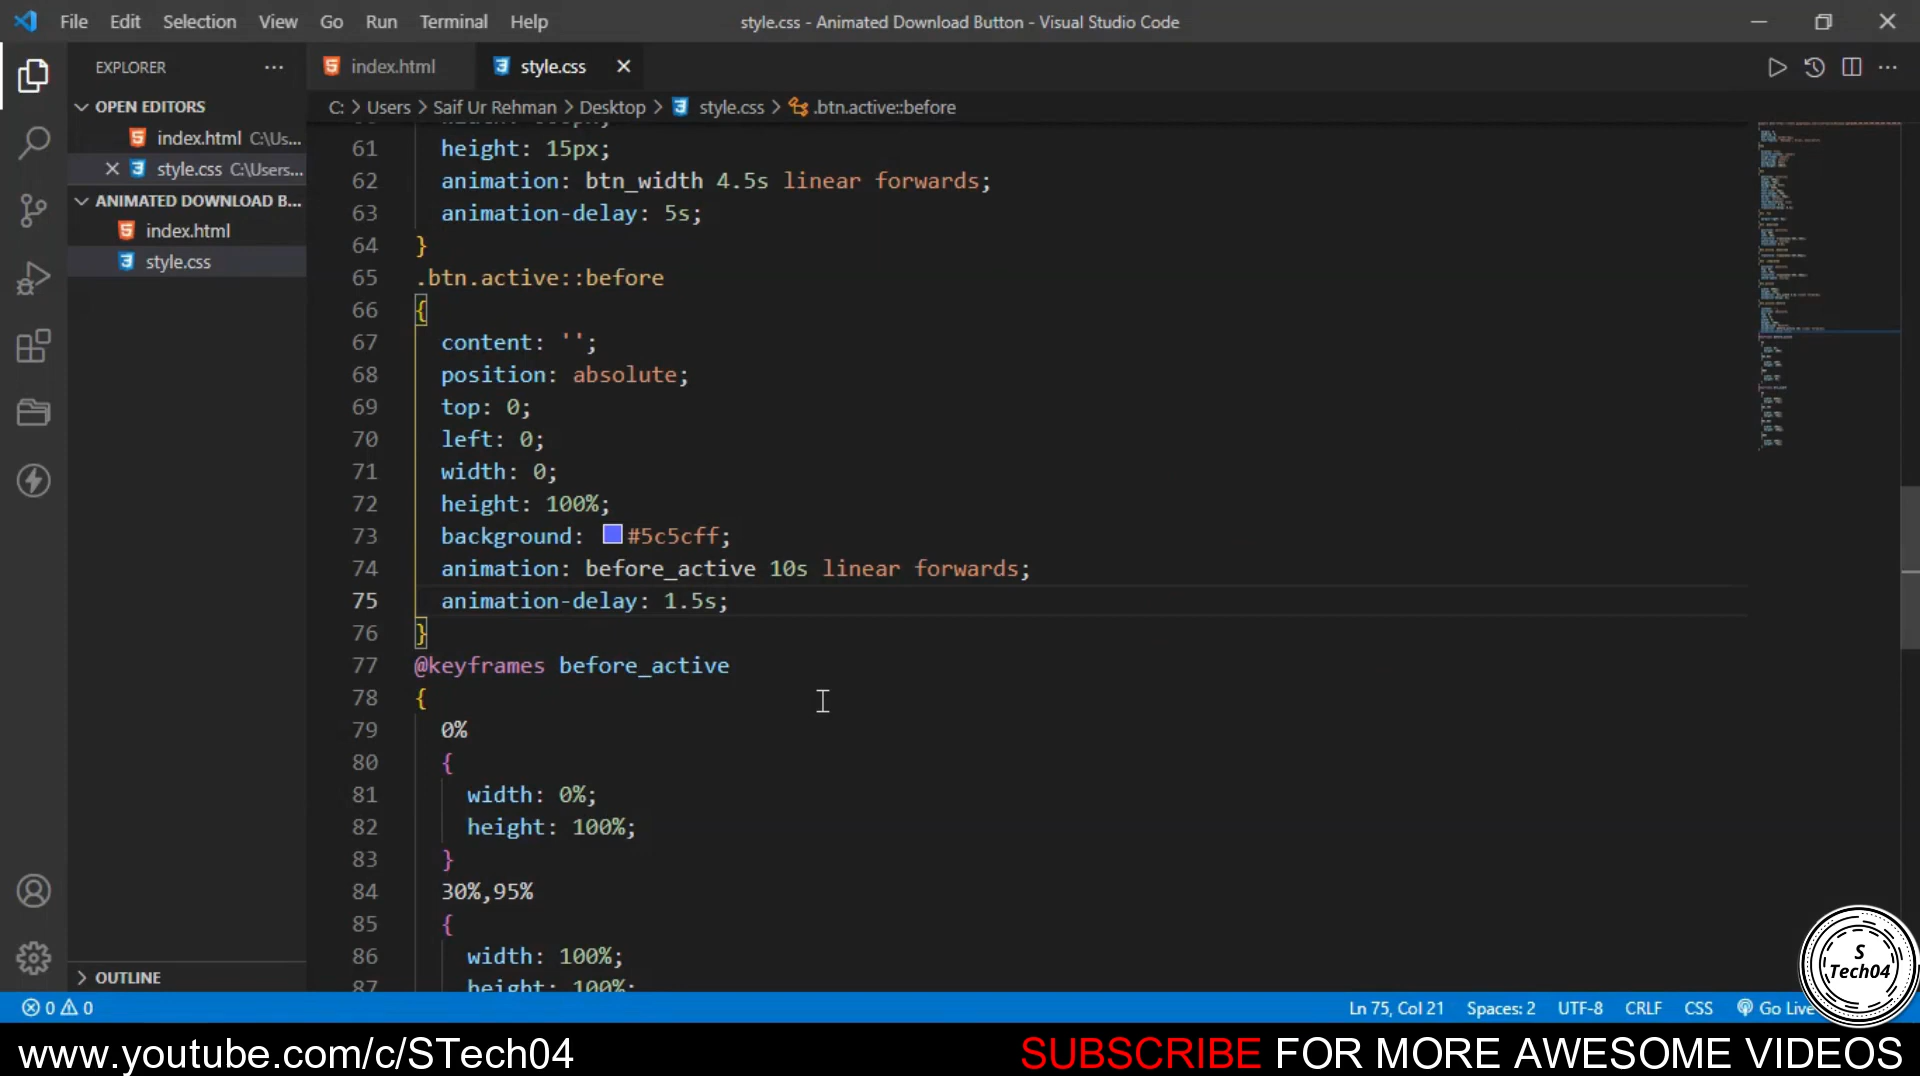 File Edit Selection View Go Run Terminal Help style.css - Animated Download Button - Visual Studio Code
EXPLORER
index.html
style.css
OPEN EDITORS
index.html C:\Us...
style.css C:\Users...
ANIMATED DOWNLOAD B...
index.html
style.css
OUTLINE
C: > Users > Saif Ur Rehman > Desktop > style.css > .btn.active::before
61 height: 15px;
62 animation: btn_width 4.5s linear forwards;
63 animation-delay: 5s;
64 }
65 .btn.active::before
66 {
67 content: '';
68 position: absolute;
69 top: 0;
70 left: 0;
71 width: 0;
72 height: 100%;
73 background: #5c5cff;
74 animation: before_active 10s linear forwards;
75 animation-delay: 1.5s;
76 }
77 @keyframes before_active
78 {
79 0%
80 {
81 width: 0%;
82 height: 100%;
83 }
84 30%,95%
85 {
86 width: 100%;
87 height: 100%;
0 0 Ln 75, Col 21 Spaces: 2 UTF-8 CRLF CSS Go Live
S
Tech04
www.youtube.com/c/STech04 SUBSCRIBE FOR MORE AWESOME VIDEOS